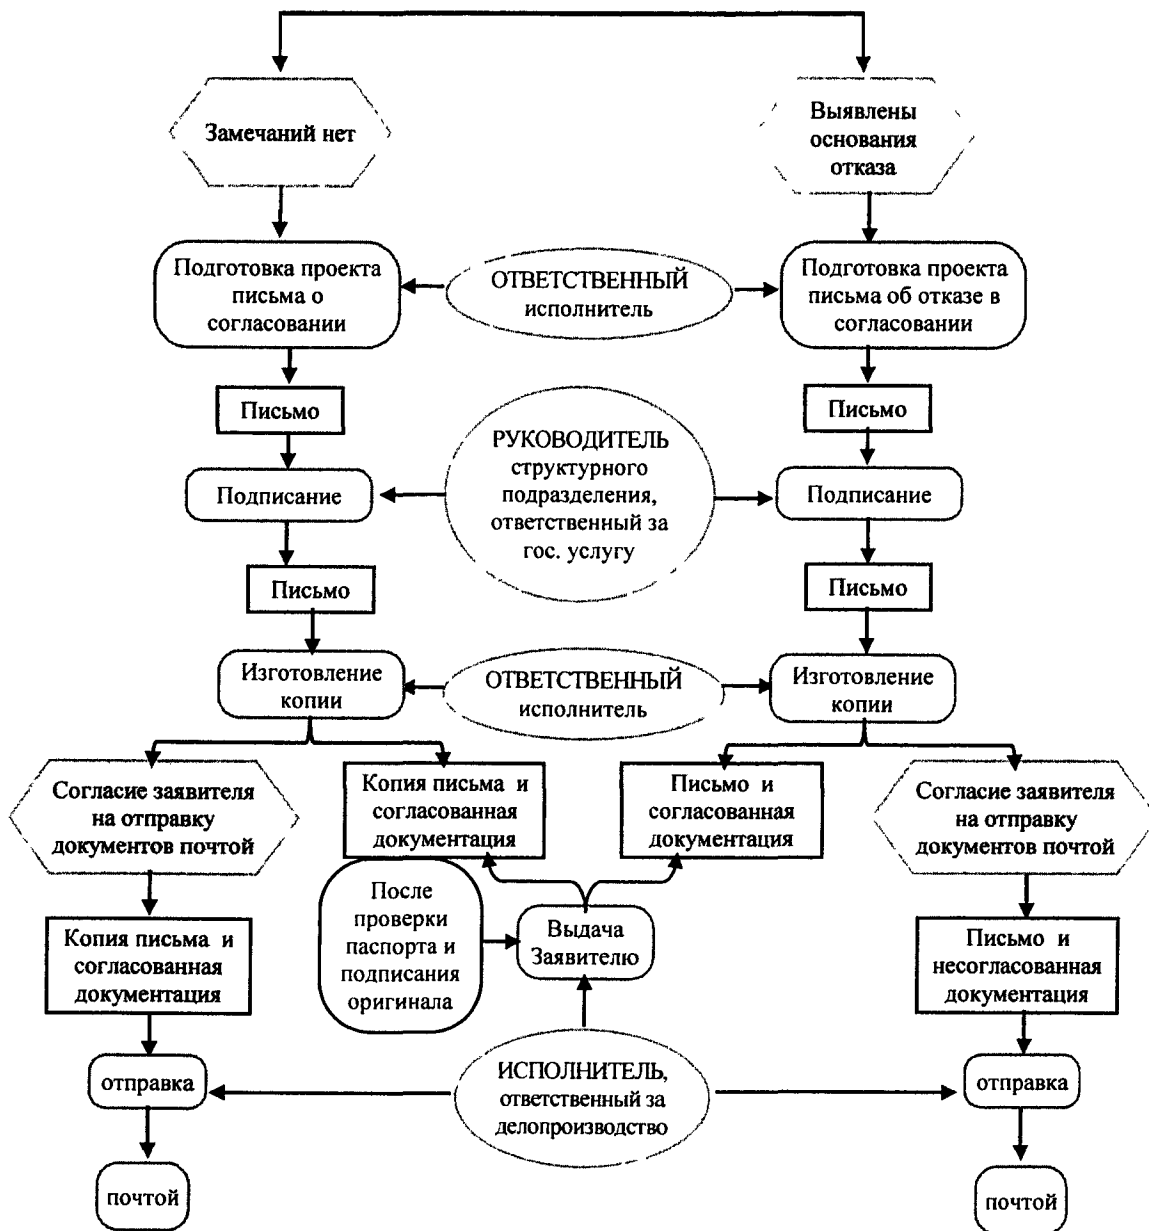 Замечаний нет
Выявлены
основания
отказа
Подготовка проекта
письма о
согласовании
ОТВЕТСТВЕННЫЙ
исполнитель
Подготовка проекта
письма об отказе в
согласовании
Письмо
Письмо
РУКОВОДИТЕЛЬ
структурного
подразделения,
ответственный за
гос. услугу
Подписание
Подписание
Письмо
Письмо
Изготовление
копии
ОТВЕТСТВЕННЫЙ
исполнитель
Изготовление
копии
Согласие заявителя
на отправку
документов почтой
Копия письма и
согласованная
документация
Письмо и
согласованная
документация
Согласие заявителя
на отправку
документов почтой
После
проверки
паспорта и
подписания
оригинала
Выдача
Заявителю
Копия письма и
согласованная
документация
Письмо и
несогласованная
документация
отправка
ИСПОЛНИТЕЛЬ,
ответственный за
делопроизводство
отправка
почтой
почтой